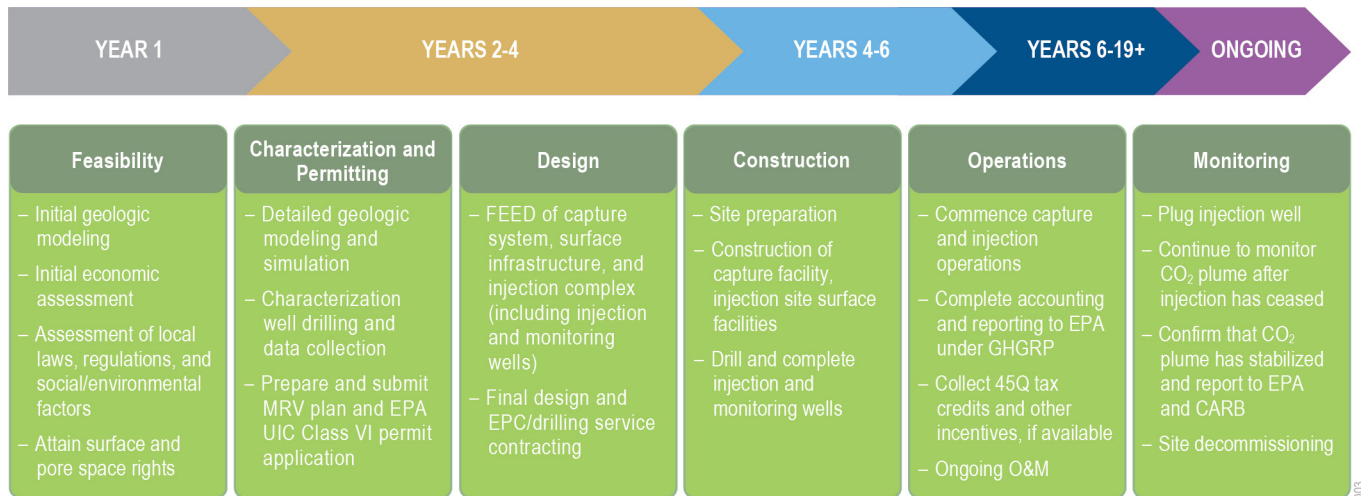 YEAR 1
YEARS 2-4
YEARS 4-6
YEARS 6-19+
ONGOING
Feasibility
– Initial geologic
modeling
– Initial economic
assessment
– Assessment of local
laws, regulations, and
social/environmental
factors
– Attain surface and
pore space rights
Characterization and
Permitting
– Detailed geologic
modeling and
simulation
– Characterization
well drilling and
data collection
– Prepare and submit
MRV plan and EPA
UIC Class VI permit
application
Design
– FEED of capture
system, surface
infrastructure, and
injection complex
(including injection
and monitoring
wells)
– Final design and
EPC/drilling service
contracting
Construction
– Site preparation
– Construction of
capture facility,
injection site surface
facilities
– Drill and complete
injection and
monitoring wells
Operations
– Commence capture
and injection
operations
– Complete accounting
and reporting to EPA
under GHGRP
– Collect 45Q tax
credits and other
incentives, if available
– Ongoing O&M
Monitoring
– Plug injection well
– Continue to monitor
CO₂ plume after
injection has ceased
– Confirm that CO₂
plume has stabilized
and report to EPA
and CARB
– Site decommissioning